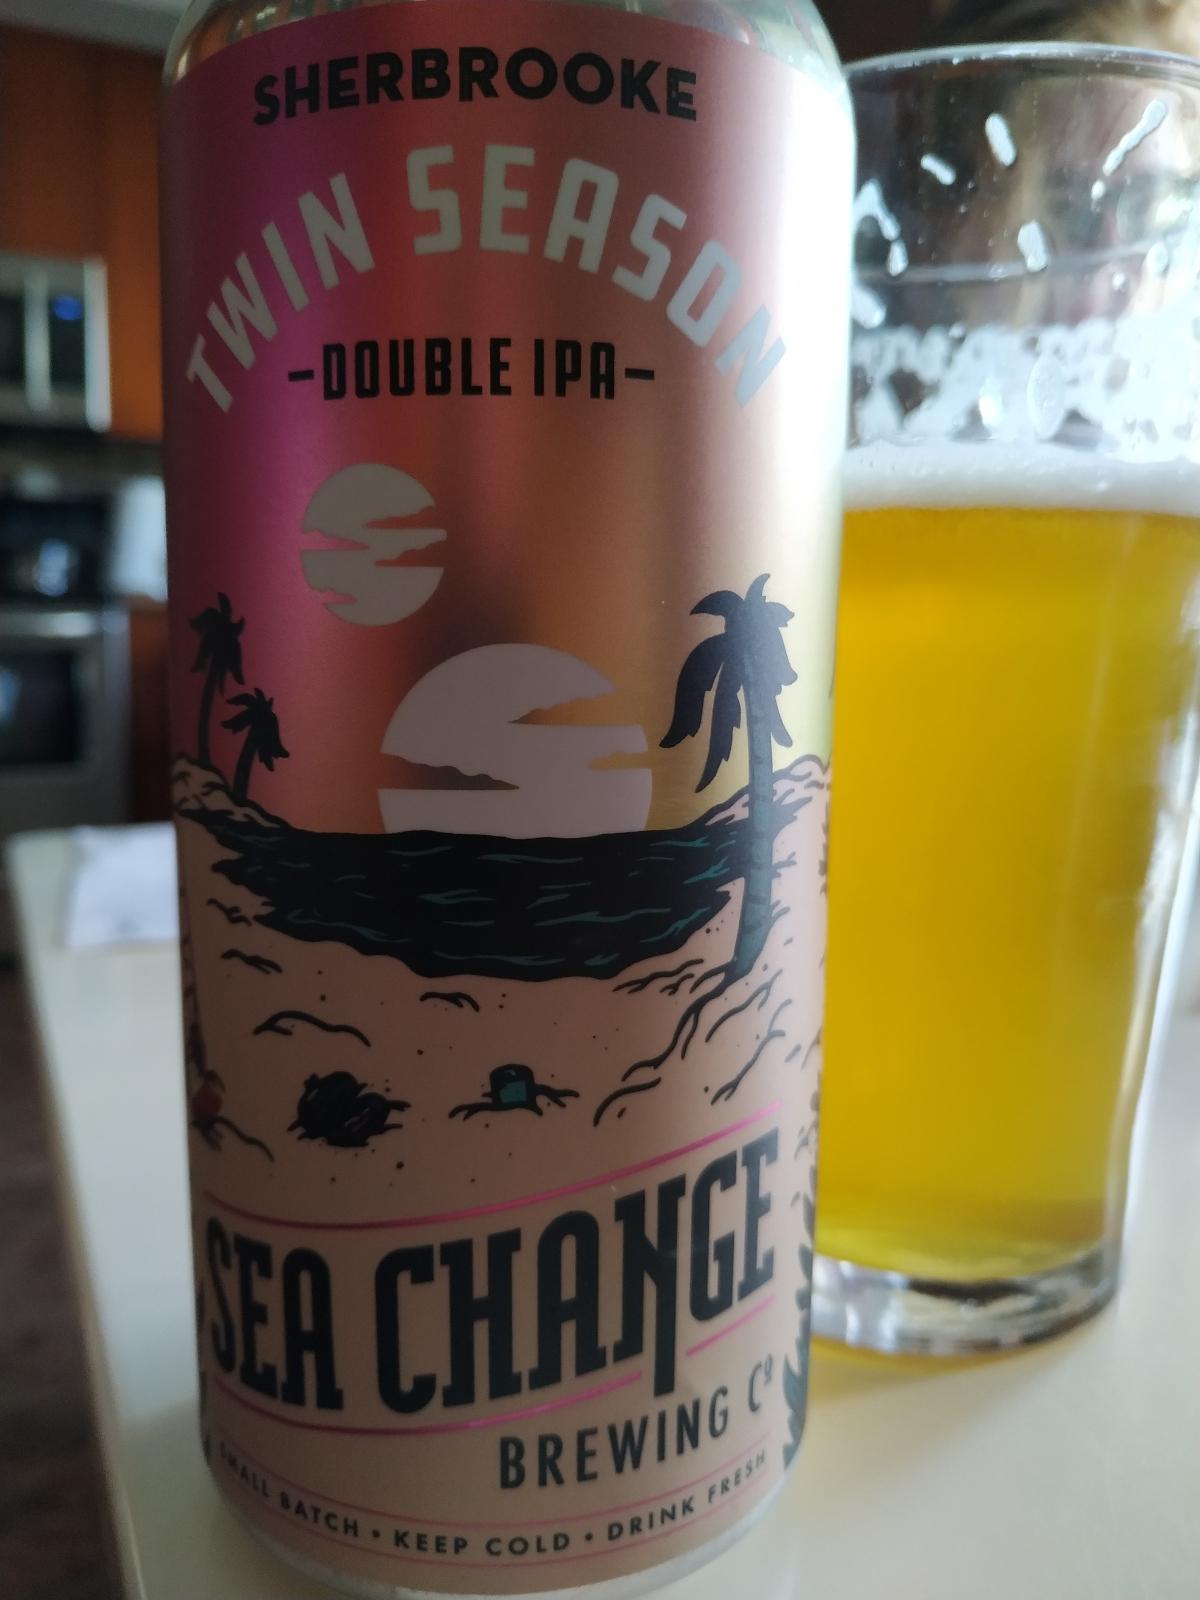 SHERBROOKE
TWIN SEASON
-DOUBLE IPA-
SEA CHANGE
BREWING Cº
SMALL BATCH • KEEP COLD • DRINK FRESH